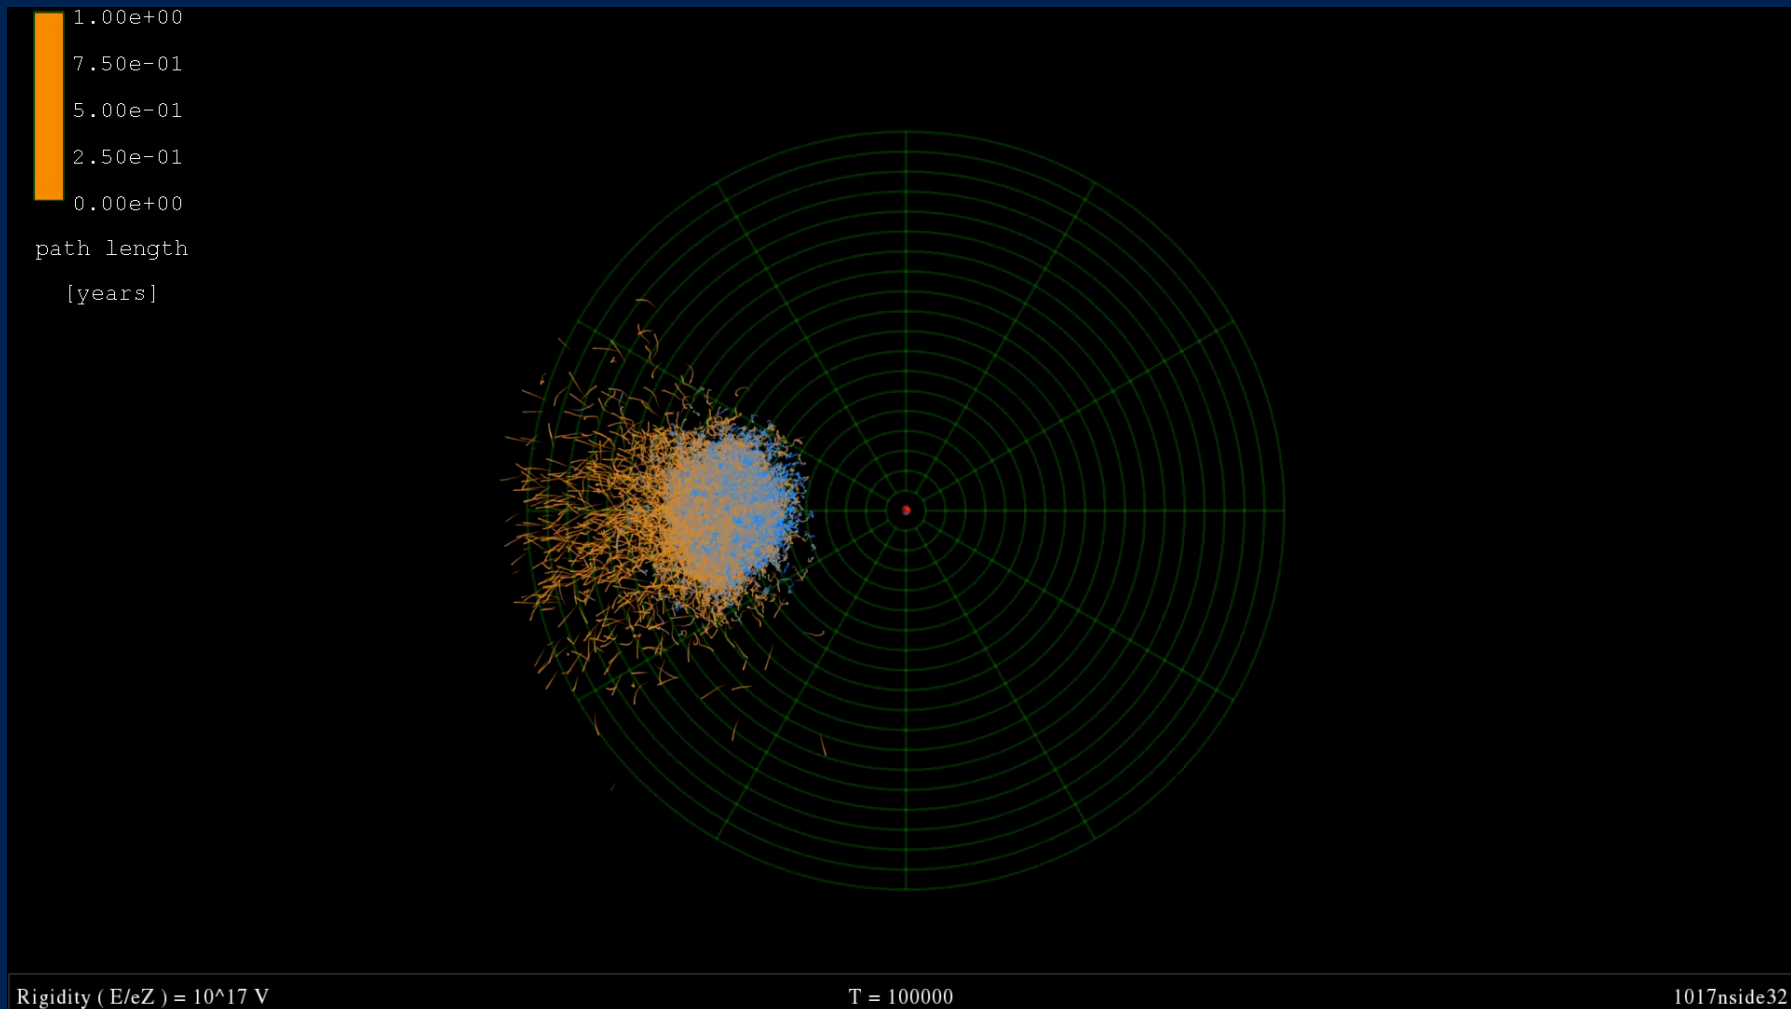 1.00e+00
7.50e-01
5.00e-01
2.50e-01
0.00e+00
path length
[years]
Rigidity ( E/eZ ) = 10^17 V
T = 100000
1017nside32